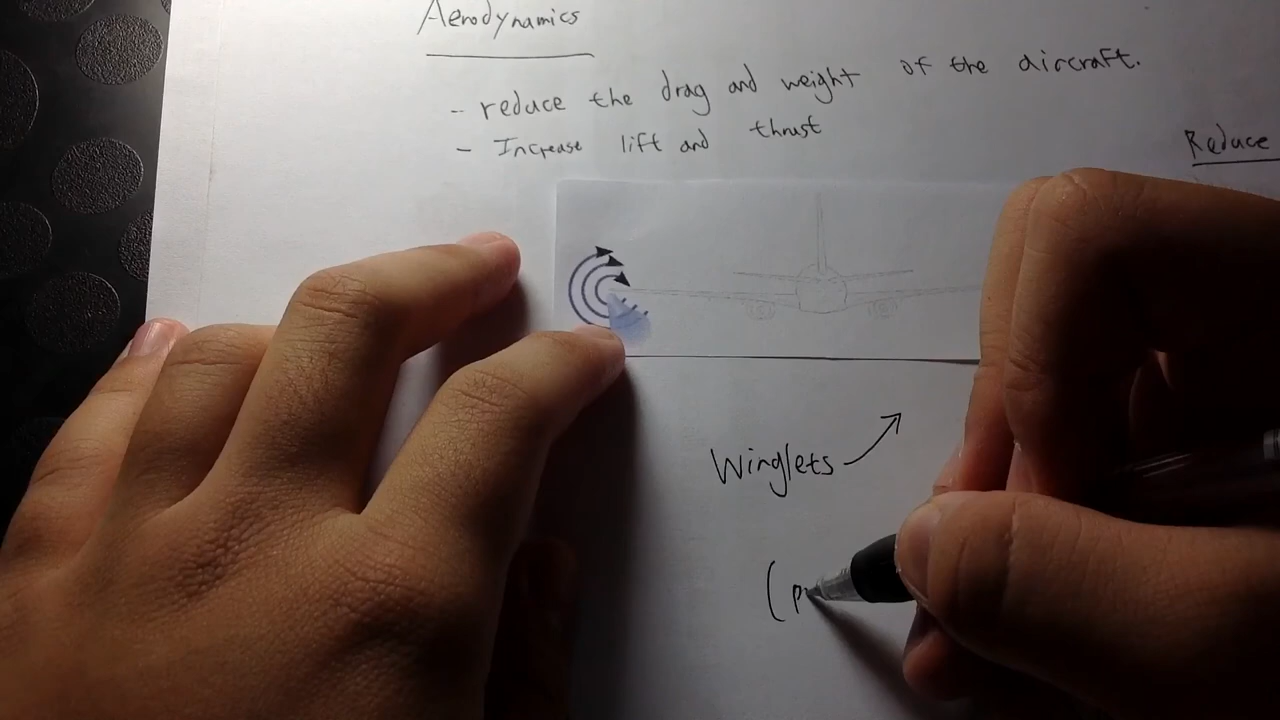 Aerodynamics
- reduce the drag and weight of the aircraft.
- Increase lift and thrust
Reduce
Winglets
(p